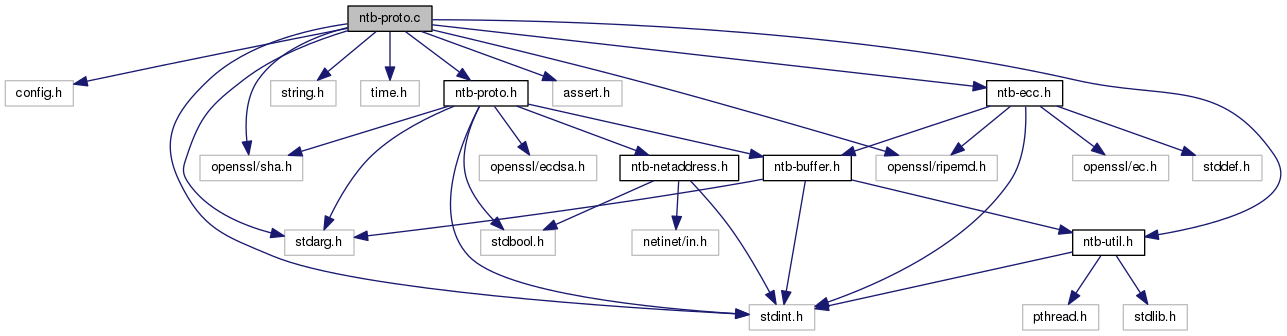 ntb-proto.c
config.h
string.h
time.h
ntb-proto.h
assert.h
ntb-ecc.h
openssl/sha.h
openssl/ecdsa.h
ntb-netaddress.h
ntb-buffer.h
openssl/ripemd.h
openssl/ec.h
stddef.h
stdarg.h
stdbool.h
netinet/in.h
ntb-util.h
stdint.h
pthread.h
stdlib.h